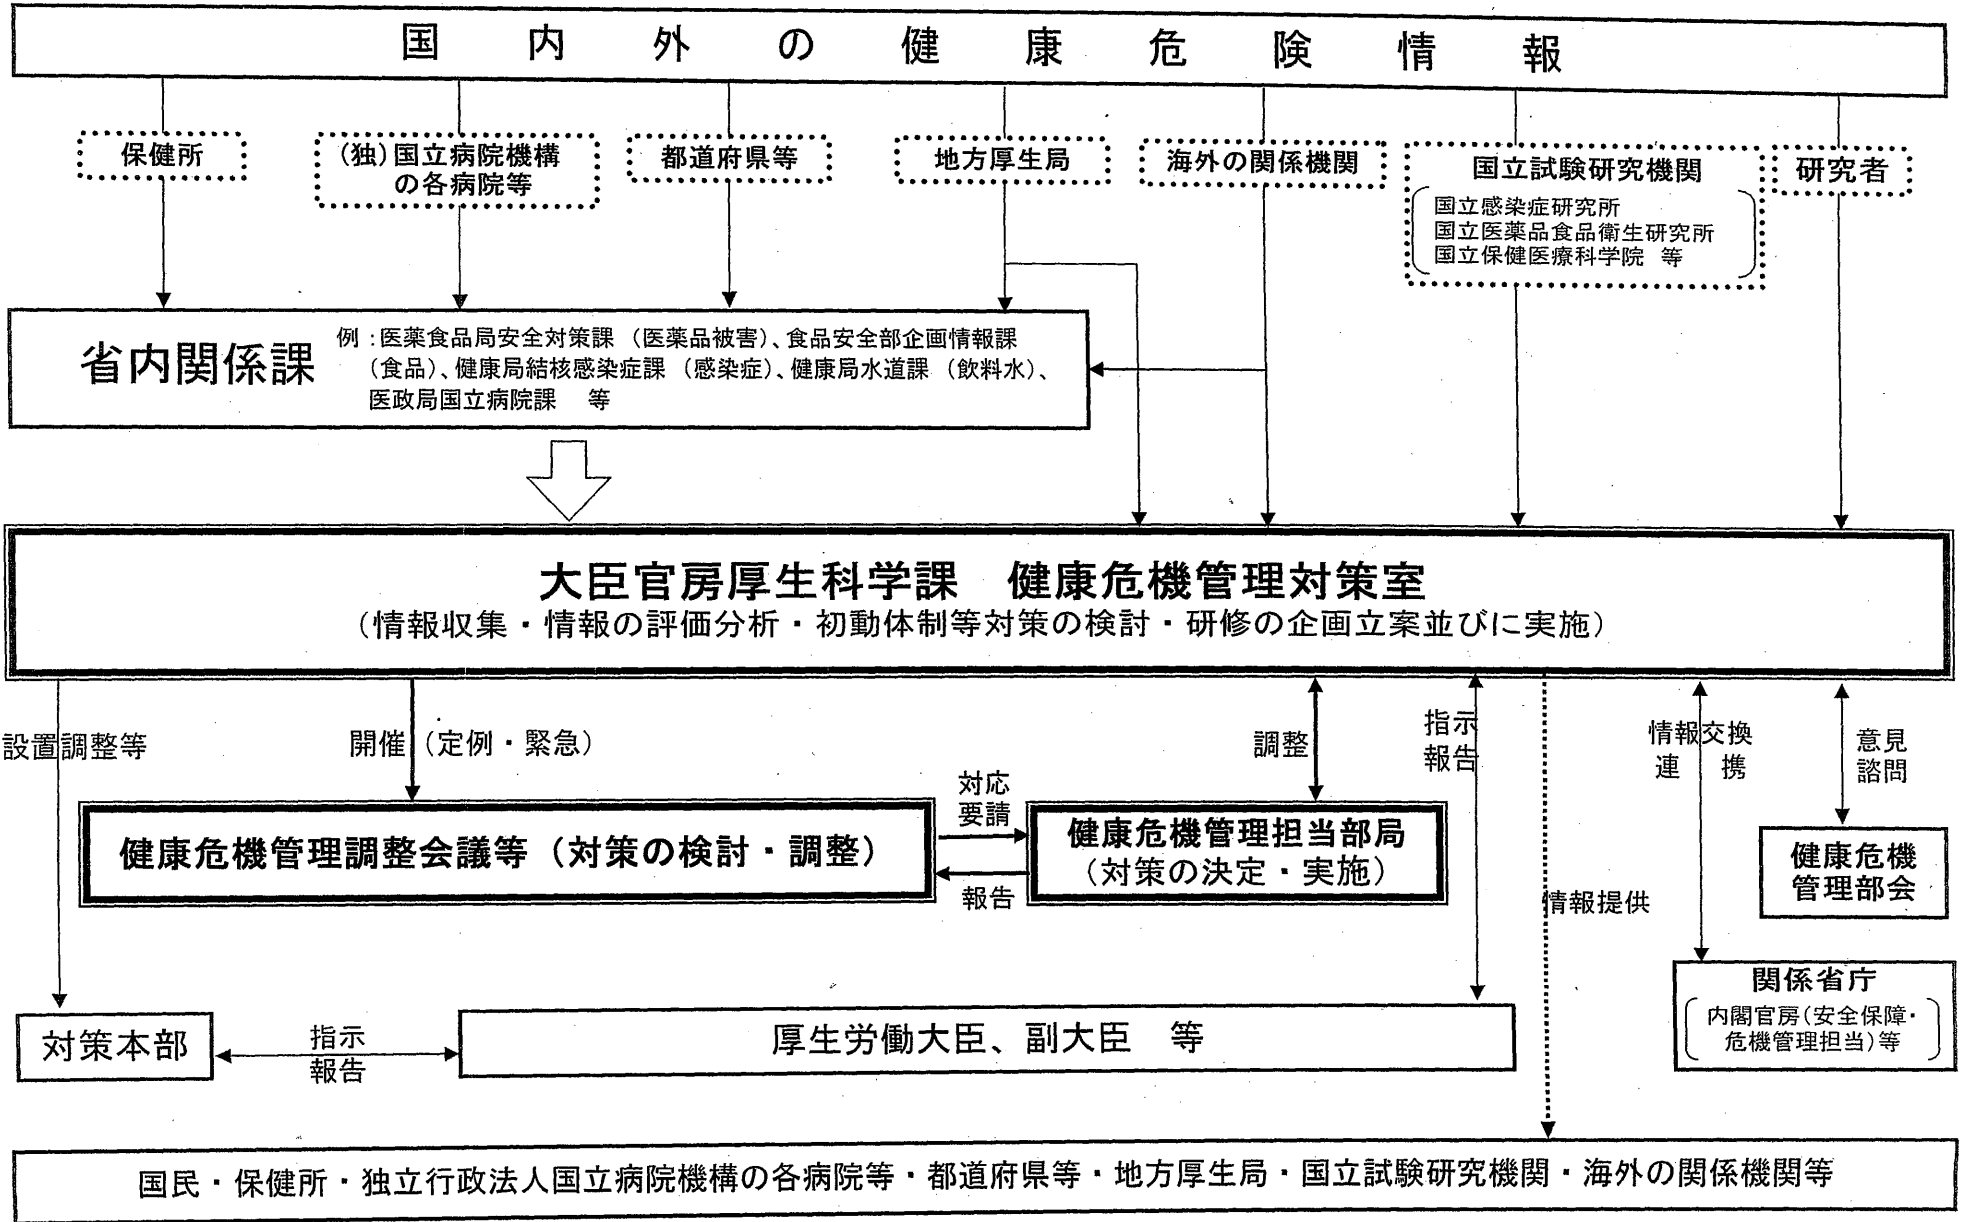 国内外の健康危険情報
保健所
(独)国立病院機構
の各病院等
都道府県等
地方厚生局
海外の関係機関
国立試験研究機関
国立感染症研究所
国立医薬品食品衛生研究所
国立保健医療科学院 等
研究者
省内関係課
例:医薬食品局安全対策課(医薬品被害)、食品安全部企画情報課
(食品)、健康局結核感染症課(感染症)、健康局水道課(飲料水)、
医政局国立病院課 等
大臣官房厚生科学課 健康危機管理対策室
(情報収集・情報の評価分析・初動体制等対策の検討・研修の企画立案並びに実施)
設置調整等
開催(定例・緊急)
調整
指示
報告
情報交換
連 携
意見
諮問
対応
要請
報告
健康危機管理調整会議等(対策の検討・調整)
健康危機管理担当部局
(対策の決定・実施)
健康危機
管理部会
情報提供
関係省庁
内閣官房(安全保障・
危機管理担当)等
対策本部
指示
報告
厚生労働大臣、副大臣 等
国民・保健所・独立行政法人国立病院機構の各病院等・都道府県等・地方厚生局・国立試験研究機関・海外の関係機関等